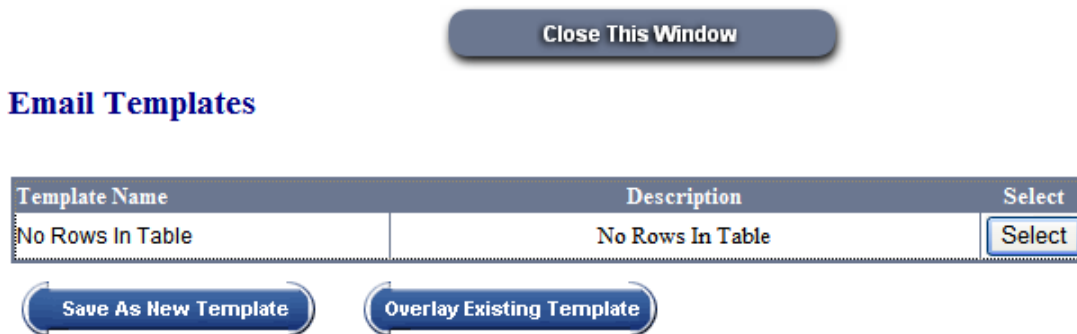 Close This Window
Email Templates
Template Name Description Select
No Rows In Table No Rows In Table Select
Save As New Template Overlay Existing Template